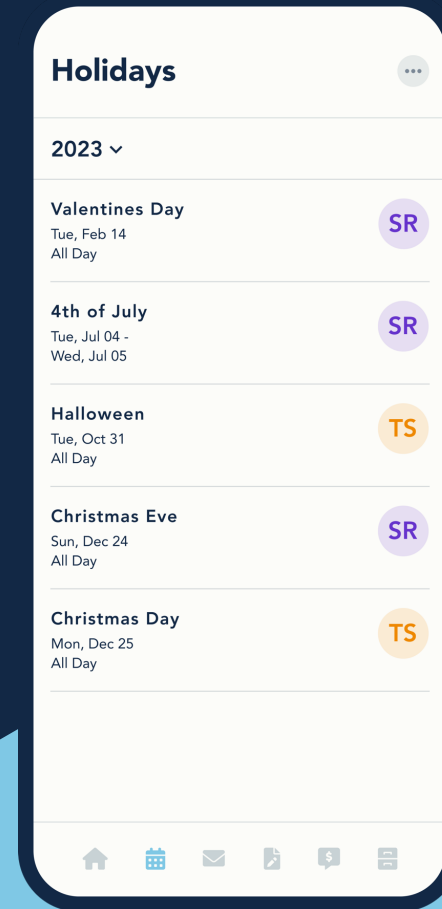 Holidays
2023
Valentines Day
Tue, Feb 14
All Day
SR
4th of July
Tue, Jul 04 -
Wed, Jul 05
SR
Halloween
Tue, Oct 31
All Day
TS
Christmas Eve
Sun, Dec 24
All Day
SR
Christmas Day
Mon, Dec 25
All Day
TS
$